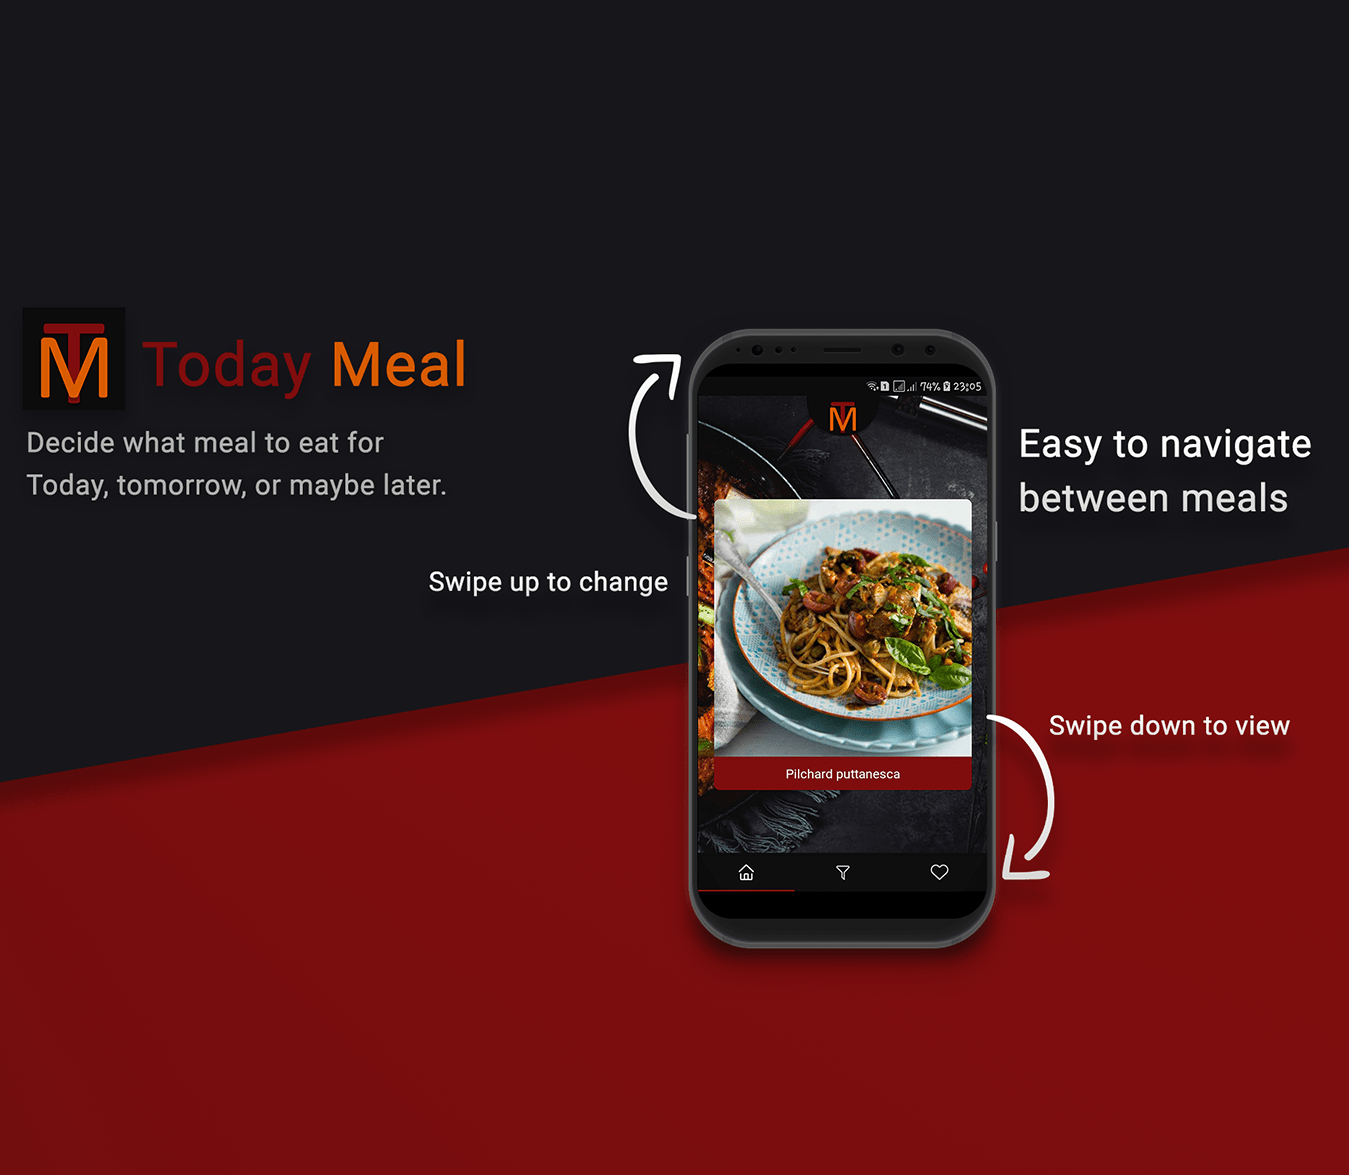 TM
Today Meal
Decide what meal to eat for
Today, tomorrow, or maybe later.
Swipe up to change
1 74% 23:05
TM
Pilchard puttanesca
Easy to navigate
between meals
Swipe down to view